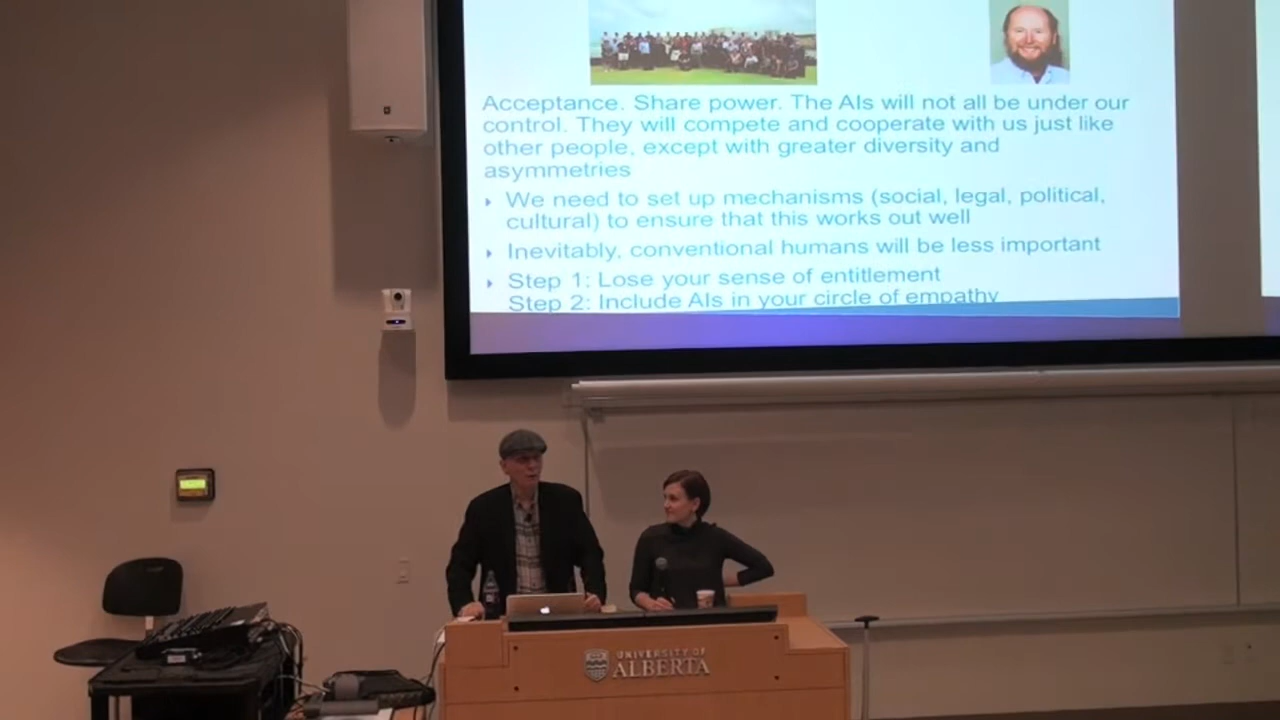 Acceptance. Share power. The AIs will not all be under our
control. They will compete and cooperate with us just like
other people, except with greater diversity and
asymmetries
We need to set up mechanisms (social, legal, political,
cultural) to ensure that this works out well
Inevitably, conventional humans will be less important
Step 1: Lose your sense of entitlement
Step 2: Include AIs in your circle of empathy
UNIVERSITY OF
ALBERTA